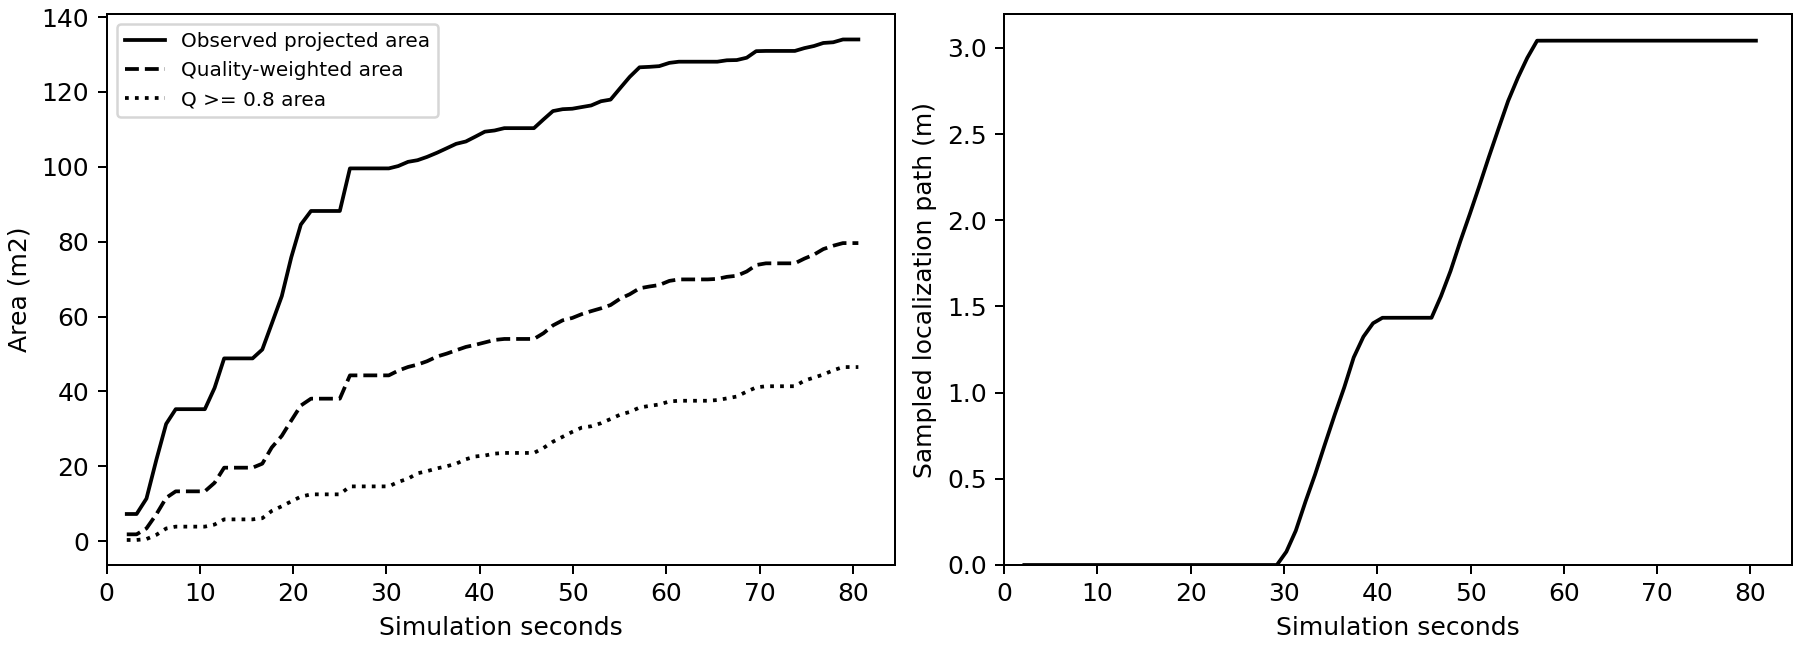 Observed projected area
Quality-weighted area
Q >= 0.8 area
140
120
100
80
60
40
20
0
Area (m2)
0 10 20 30 40 50 60 70 80
Simulation seconds
3.0
2.5
2.0
1.5
1.0
0.5
0.0
Sampled localization path (m)
0 10 20 30 40 50 60 70 80
Simulation seconds